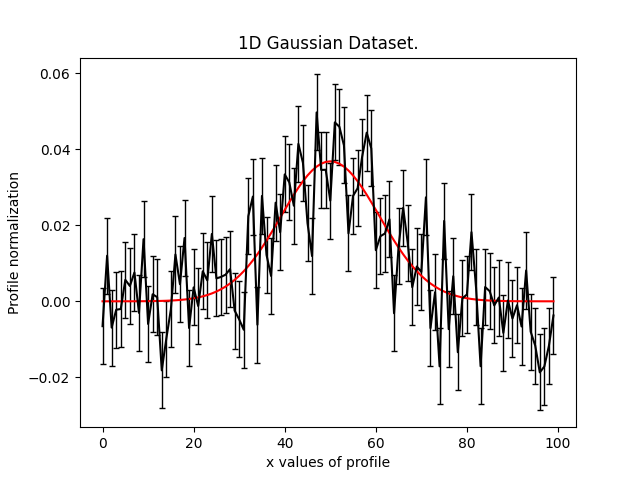 1D Gaussian Dataset.
Profile normalization
0.06
0.04
0.02
0.00
−0.02
0 20 40 60 80 100
x values of profile